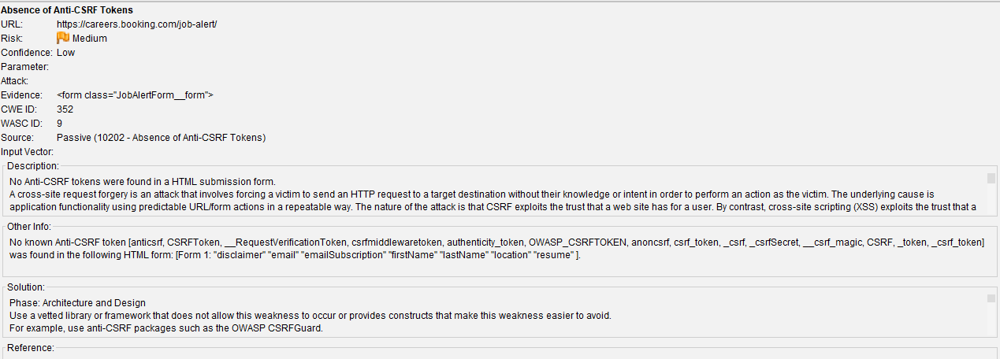 Absence of Anti-CSRF Tokens
URL: https://careers.booking.com/job-alert/
Risk: Medium
Confidence: Low
Parameter:
Attack:
Evidence: <form class="JobAlertForm__form">
CWE ID: 352
WASC ID: 9
Source: Passive (10202 - Absence of Anti-CSRF Tokens)
Input Vector:
Description:
No Anti-CSRF tokens were found in a HTML submission form.
A cross-site request forgery is an attack that involves forcing a victim to send an HTTP request to a target destination without their knowledge or intent in order to perform an action as the victim. The underlying cause is
application functionality using predictable URL/form actions in a repeatable way. The nature of the attack is that CSRF exploits the trust that a web site has for a user. By contrast, cross-site scripting (XSS) exploits the trust that a
Other Info:
No known Anti-CSRF token [anticsrf, CSRFToken, __RequestVerificationToken, csrfmiddlewaretoken, authenticity_token, OWASP_CSRFTOKEN, anoncsrf, csrf_token, _csrf, _csrfSecret, __csrf_magic, CSRF, _token, _csrf_token]
was found in the following HTML form: [Form 1: "disclaimer" "email" "emailSubscription" "firstName" "lastName" "location" "resume" ].
Solution:
Phase: Architecture and Design
Use a vetted library or framework that does not allow this weakness to occur or provides constructs that make this weakness easier to avoid.
For example, use anti-CSRF packages such as the OWASP CSRFGuard.
Reference: